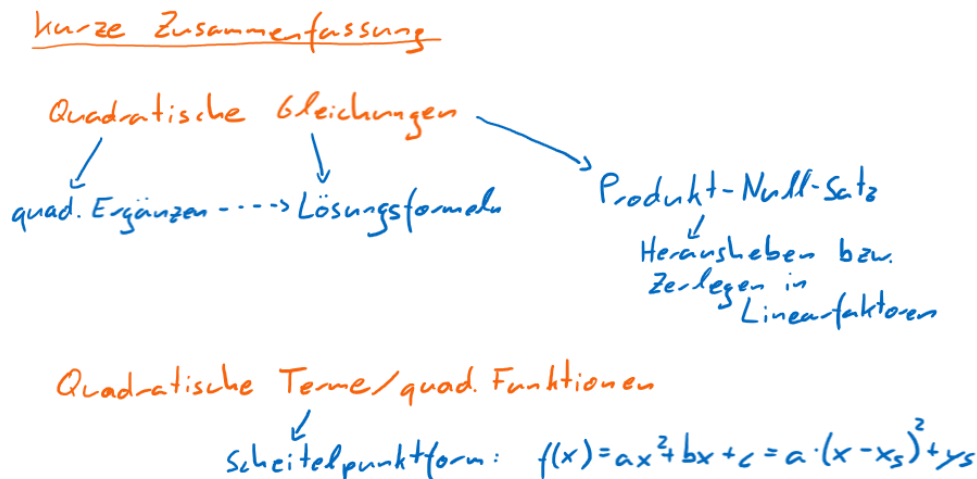 kurze Zusammenfassung
Quadratische Gleichungen
quad. Ergänzen ----> Lösungsformeln
Produkt-Null-Satz
Herausheben bzw.
Zerlegen in
Linearfaktoren
Quadratische Terme/quad. Funktionen
Scheitelpunktform: f(x)=ax²+bx+c=a·(x-xₛ)²+yₛ